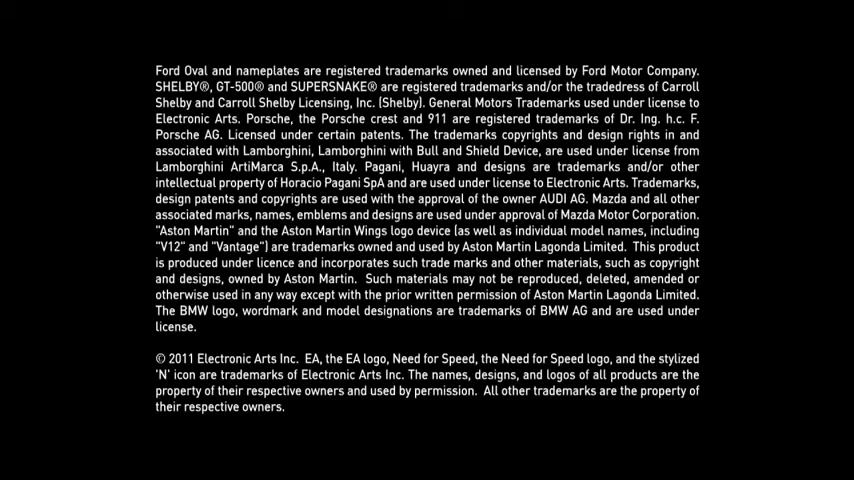 Ford Oval and nameplates are registered trademarks owned and licensed by Ford Motor Company.
SHELBY®, GT-500® and SUPERSNAKE® are registered trademarks and/or the tradedress of Carroll
Shelby and Carroll Shelby Licensing, Inc. (Shelby). General Motors Trademarks used under license to
Electronic Arts. Porsche, the Porsche crest and 911 are registered trademarks of Dr. Ing. h.c. F.
Porsche AG. Licensed under certain patents. The trademarks copyrights and design rights in and
associated with Lamborghini, Lamborghini with Bull and Shield Device, are used under license from
Lamborghini ArtiMarca S.p.A., Italy. Pagani, Huayra and designs are trademarks and/or other
intellectual property of Horacio Pagani SpA and are used under license to Electronic Arts. Trademarks,
design patents and copyrights are used with the approval of the owner AUDI AG. Mazda and all other
associated marks, names, emblems and designs are used under approval of Mazda Motor Corporation.
"Aston Martin" and the Aston Martin Wings logo device (as well as individual model names, including
"V12" and "Vantage") are trademarks owned and used by Aston Martin Lagonda Limited. This product
is produced under licence and incorporates such trade marks and other materials, such as copyright
and designs, owned by Aston Martin. Such materials may not be reproduced, deleted, amended or
otherwise used in any way except with the prior written permission of Aston Martin Lagonda Limited.
The BMW logo, wordmark and model designations are trademarks of BMW AG and are used under
license.
© 2011 Electronic Arts Inc. EA, the EA logo, Need for Speed, the Need for Speed logo, and the stylized
'N' icon are trademarks of Electronic Arts Inc. The names, designs, and logos of all products are the
property of their respective owners and used by permission. All other trademarks are the property of
their respective owners.